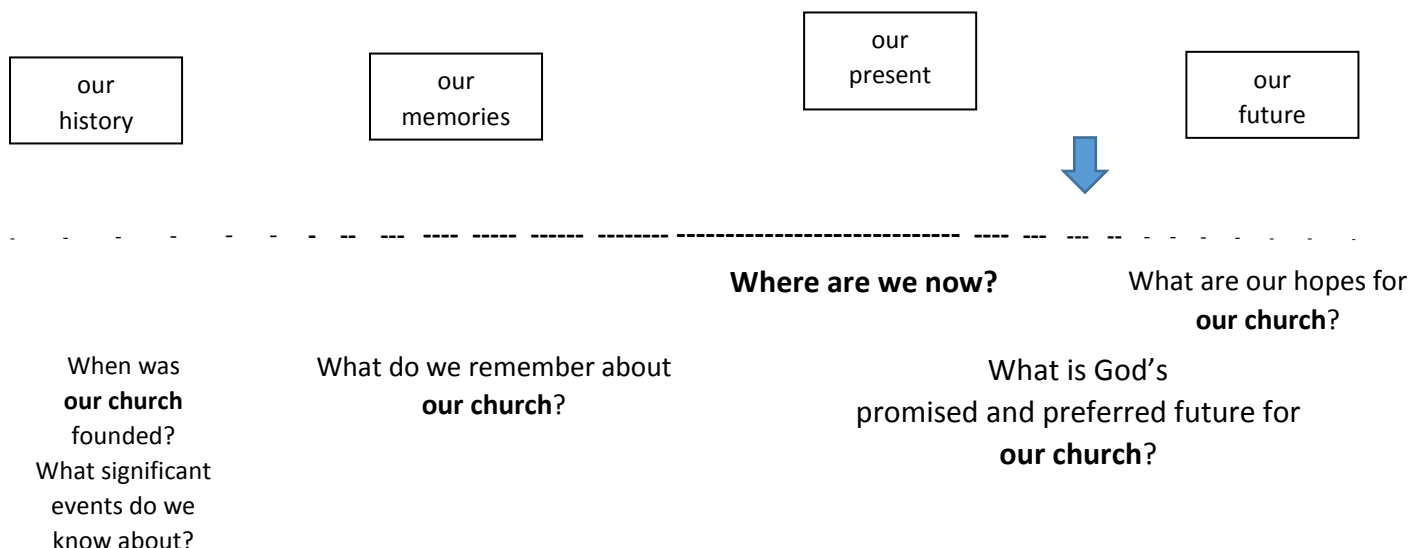 our
history
our
memories
our
present
our
future
Where are we now?
What are our hopes for
our church?
When was
our church
founded?
What significant
events do we
know about?
What do we remember about
our church?
What is God’s
promised and preferred future for
our church?